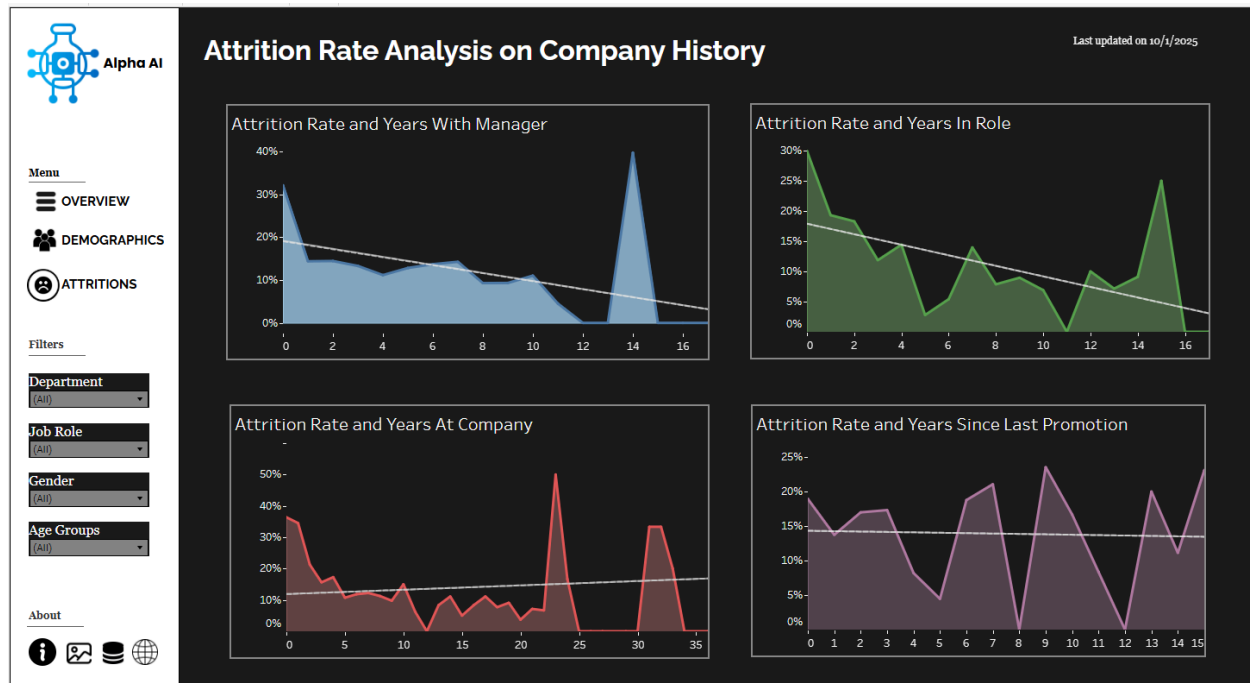 Alpha AI
Attrition Rate Analysis on Company History
Last updated on 10/1/2025
Menu
OVERVIEW
DEMOGRAPHICS
ATTRITIONS
Filters
Department
(All)
Job Role
(All)
Gender
(All)
Age Groups
(All)
About
Attrition Rate and Years With Manager
40%
30%
20%
10%
0%
0 2 4 6 8 10 12 14 16
Attrition Rate and Years In Role
30%
25%
20%
15%
10%
5%
0%
0 2 4 6 8 10 12 14 16
Attrition Rate and Years At Company
50%
40%
30%
20%
10%
0%
0 5 10 15 20 25 30 35
Attrition Rate and Years Since Last Promotion
25%
20%
15%
10%
5%
0%
0 1 2 3 4 5 6 7 8 9 10 11 12 13 14 15